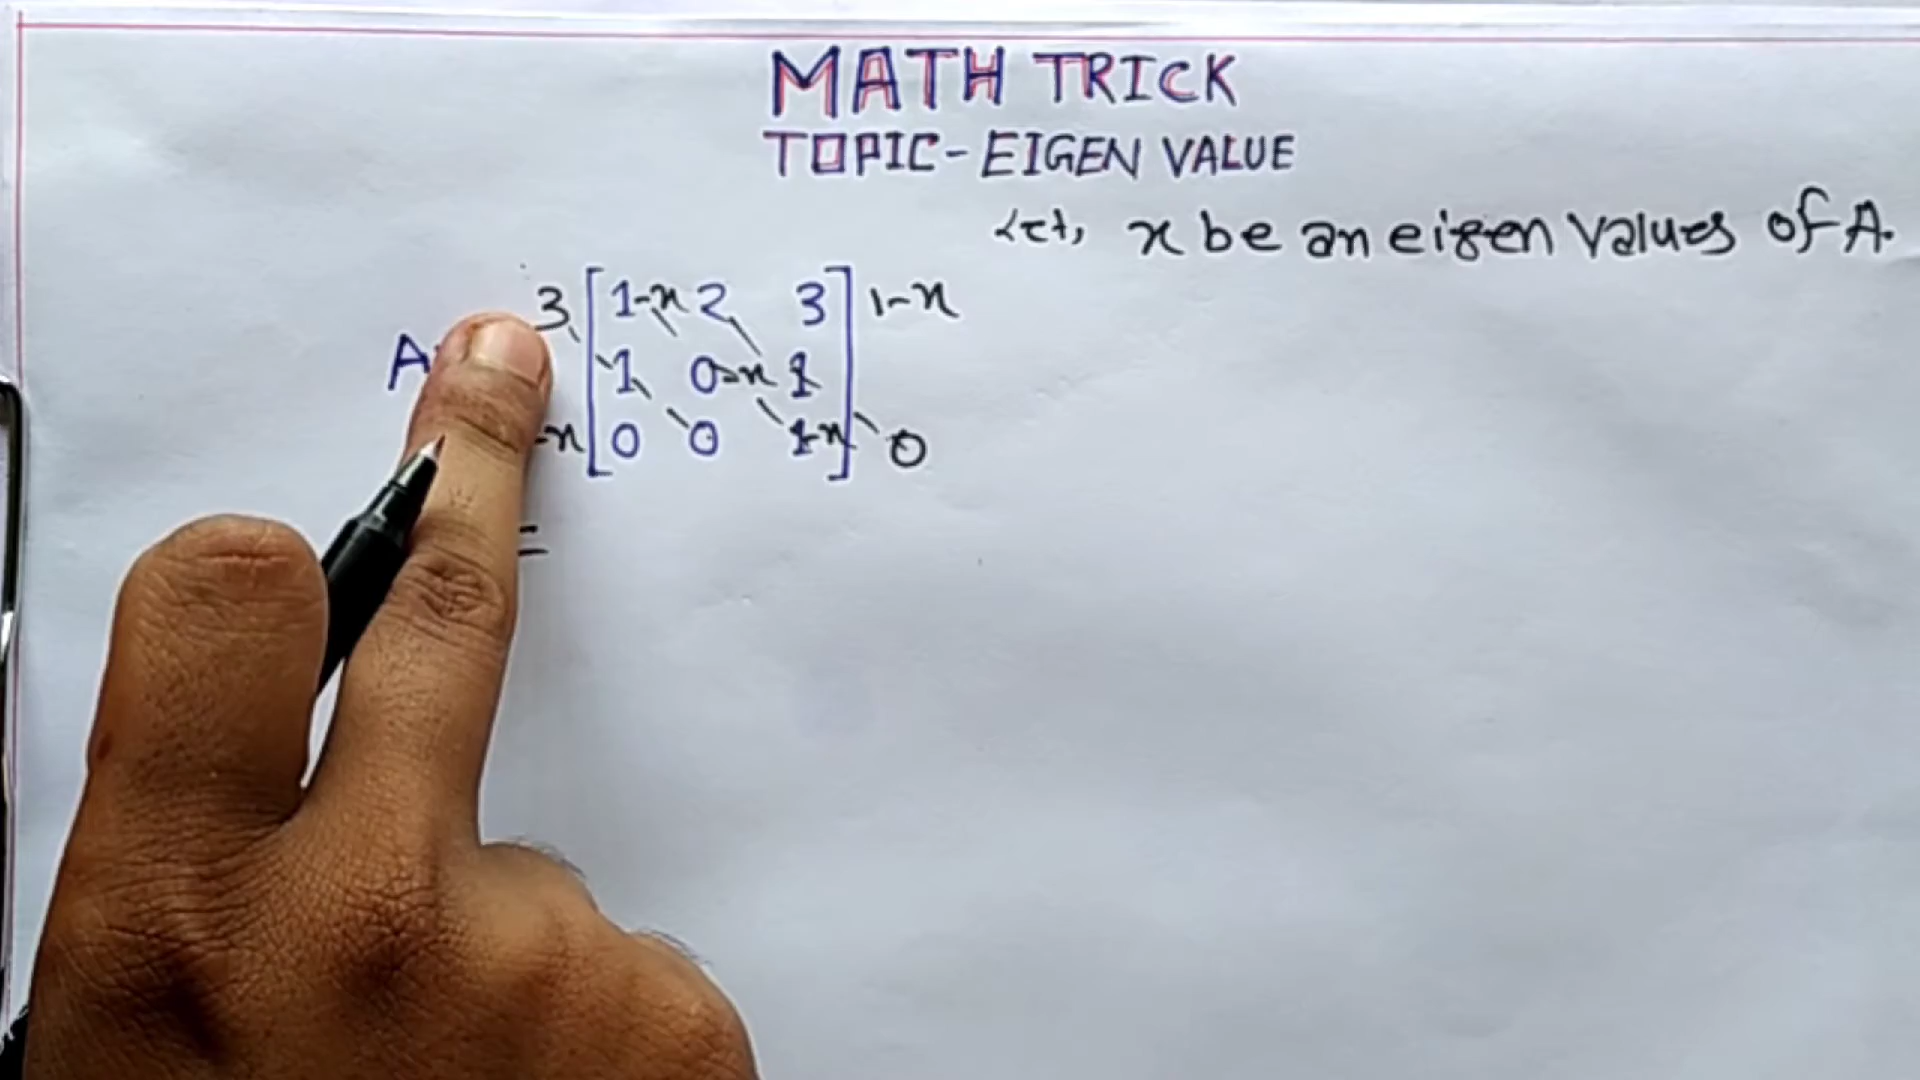 MATH TRICK
TOPIC-EIGEN VALUE
Let, x be an eigen values of A.
3 [ 1-x 2 3 ] 1-x
A
1 0-x 1
-x [ 0 0 1-x ] 0
=